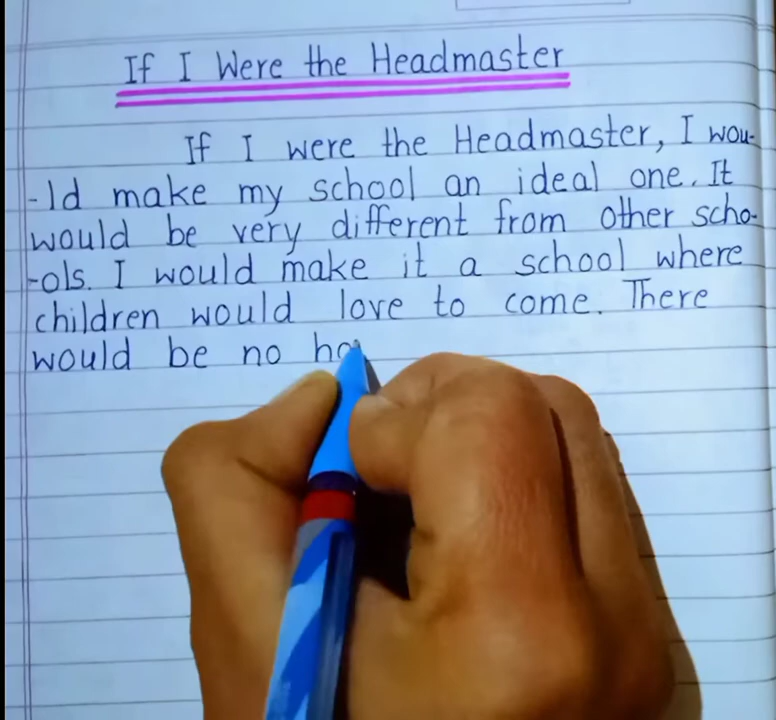 If I Were the Headmaster
If I were the Headmaster, I wou-
-ld make my school an ideal one. It
would be very different from other scho-
-ols. I would make it a school where
children would love to come. There
would be no ho